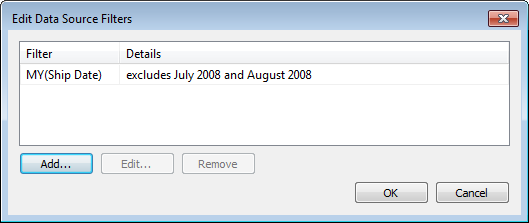 Edit Data Source Filters
Filter Details
MY(Ship Date) excludes July 2008 and August 2008
Add... Edit... Remove
OK Cancel